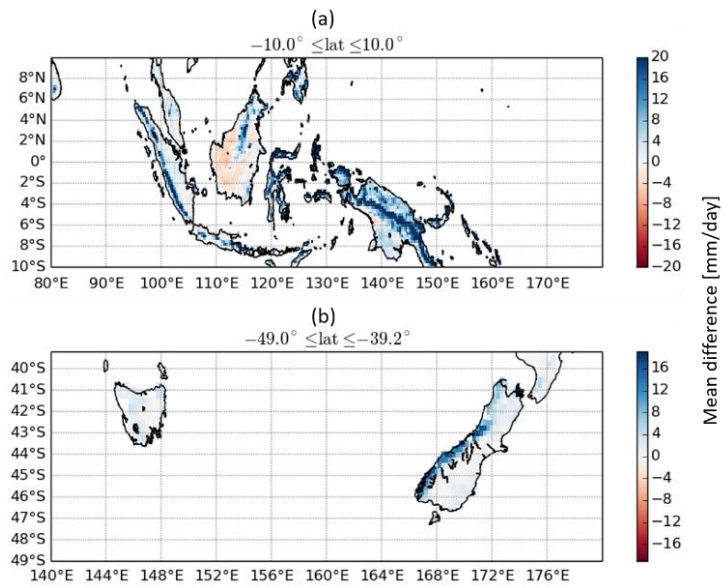 (a)
−10.0° ≤lat ≤10.0°
8°N
6°N
4°N
2°N
0°
2°S
4°S
6°S
8°S
10°S
80°E 90°E 100°E 110°E 120°E 130°E 140°E 150°E 160°E 170°E
20
16
12
8
4
0
−4
−8
−12
−16
−20
(b)
−49.0° ≤lat ≤−39.2°
40°S
41°S
42°S
43°S
44°S
45°S
46°S
47°S
48°S
49°S
140°E 144°E 148°E 152°E 156°E 160°E 164°E 168°E 172°E 176°E
16
12
8
4
0
−4
−8
−12
−16
Mean difference [mm/day]